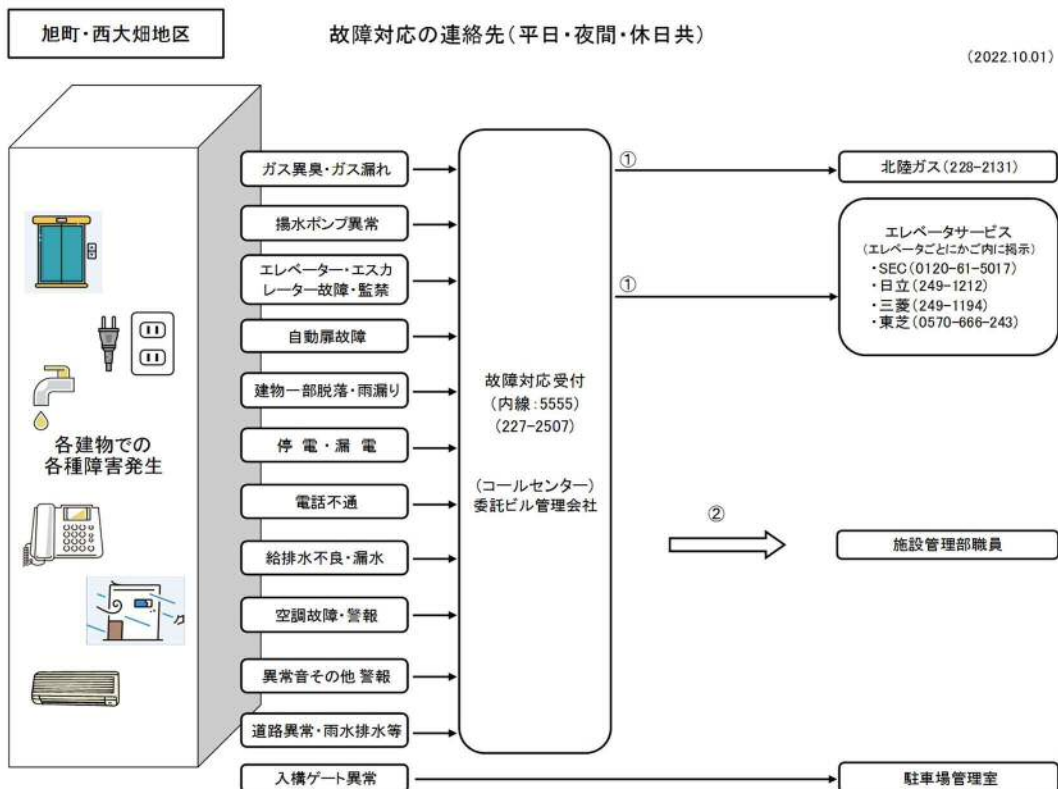 旭町・西大畑地区
故障対応の連絡先(平日・夜間・休日共)
(2022.10.01)
ガス異臭・ガス漏れ
揚水ポンプ異常
エレベーター・エスカ
レーター故障・監禁
自動扉故障
建物一部脱落・雨漏り
停 電・漏 電
電話不通
給排水不良・漏水
空調故障・警報
異常音その他 警報
道路異常・雨水排水等
入構ゲート異常
各建物での
各種障害発生
故障対応受付
(内線:5555)
(227-2507)
(コールセンター)
委託ビル管理会社
①
北陸ガス(228-2131)
①
エレベータサービス
(エレベータごとにかご内に掲示)
・SEC(0120-61-5017)
・日立(249-1212)
・三菱(249-1194)
・東芝(0570-666-243)
②
施設管理部職員
駐車場管理室